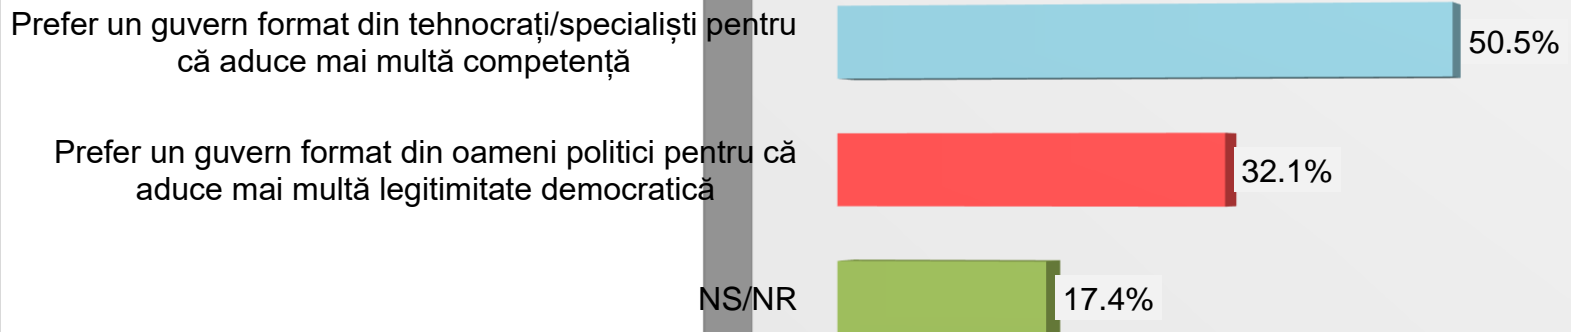 Prefer un guvern format din tehnocrați/specialiști pentru
că aduce mai multă competență
50.5%
Prefer un guvern format din oameni politici pentru că
aduce mai multă legitimitate democratică
32.1%
NS/NR
17.4%